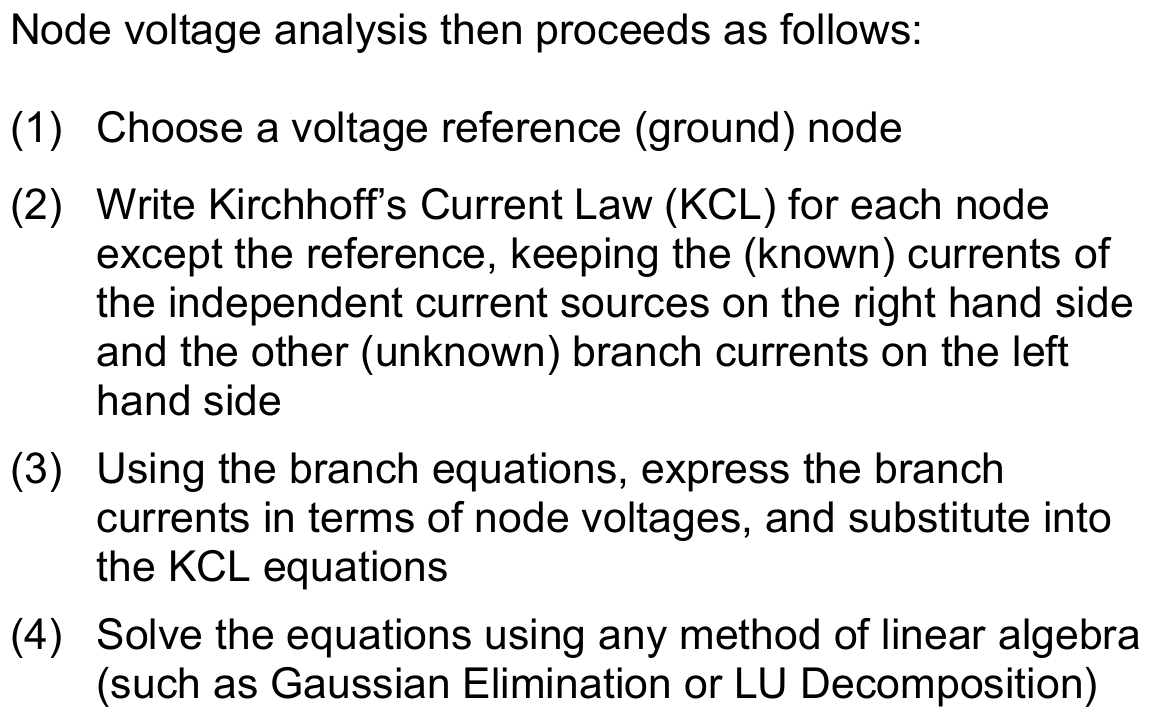 Node voltage analysis then proceeds as follows:
(1) Choose a voltage reference (ground) node
(2) Write Kirchhoff's Current Law (KCL) for each node
except the reference, keeping the (known) currents of
the independent current sources on the right hand side
and the other (unknown) branch currents on the left
hand side
(3) Using the branch equations, express the branch
currents in terms of node voltages, and substitute into
the KCL equations
(4) Solve the equations using any method of linear algebra
(such as Gaussian Elimination or LU Decomposition)